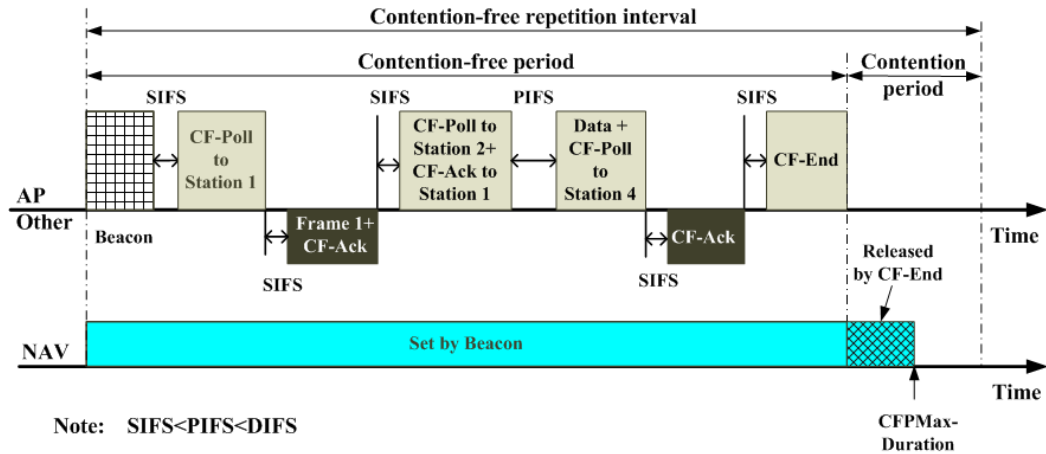 Contention-free repetition interval
Contention-free period
Contention
period
SIFS
SIFS
PIFS
SIFS
CF-Poll
to
Station 1
CF-Poll to
Station 2+
CF-Ack to
Station 1
Data +
CF-Poll
to
Station 4
CF-End
AP
Other
Beacon
Frame 1+
CF-Ack
CF-Ack
Time
SIFS
SIFS
Released
by CF-End
Set by Beacon
NAV
Time
Note: SIFS<PIFS<DIFS
CFPMax-
Duration